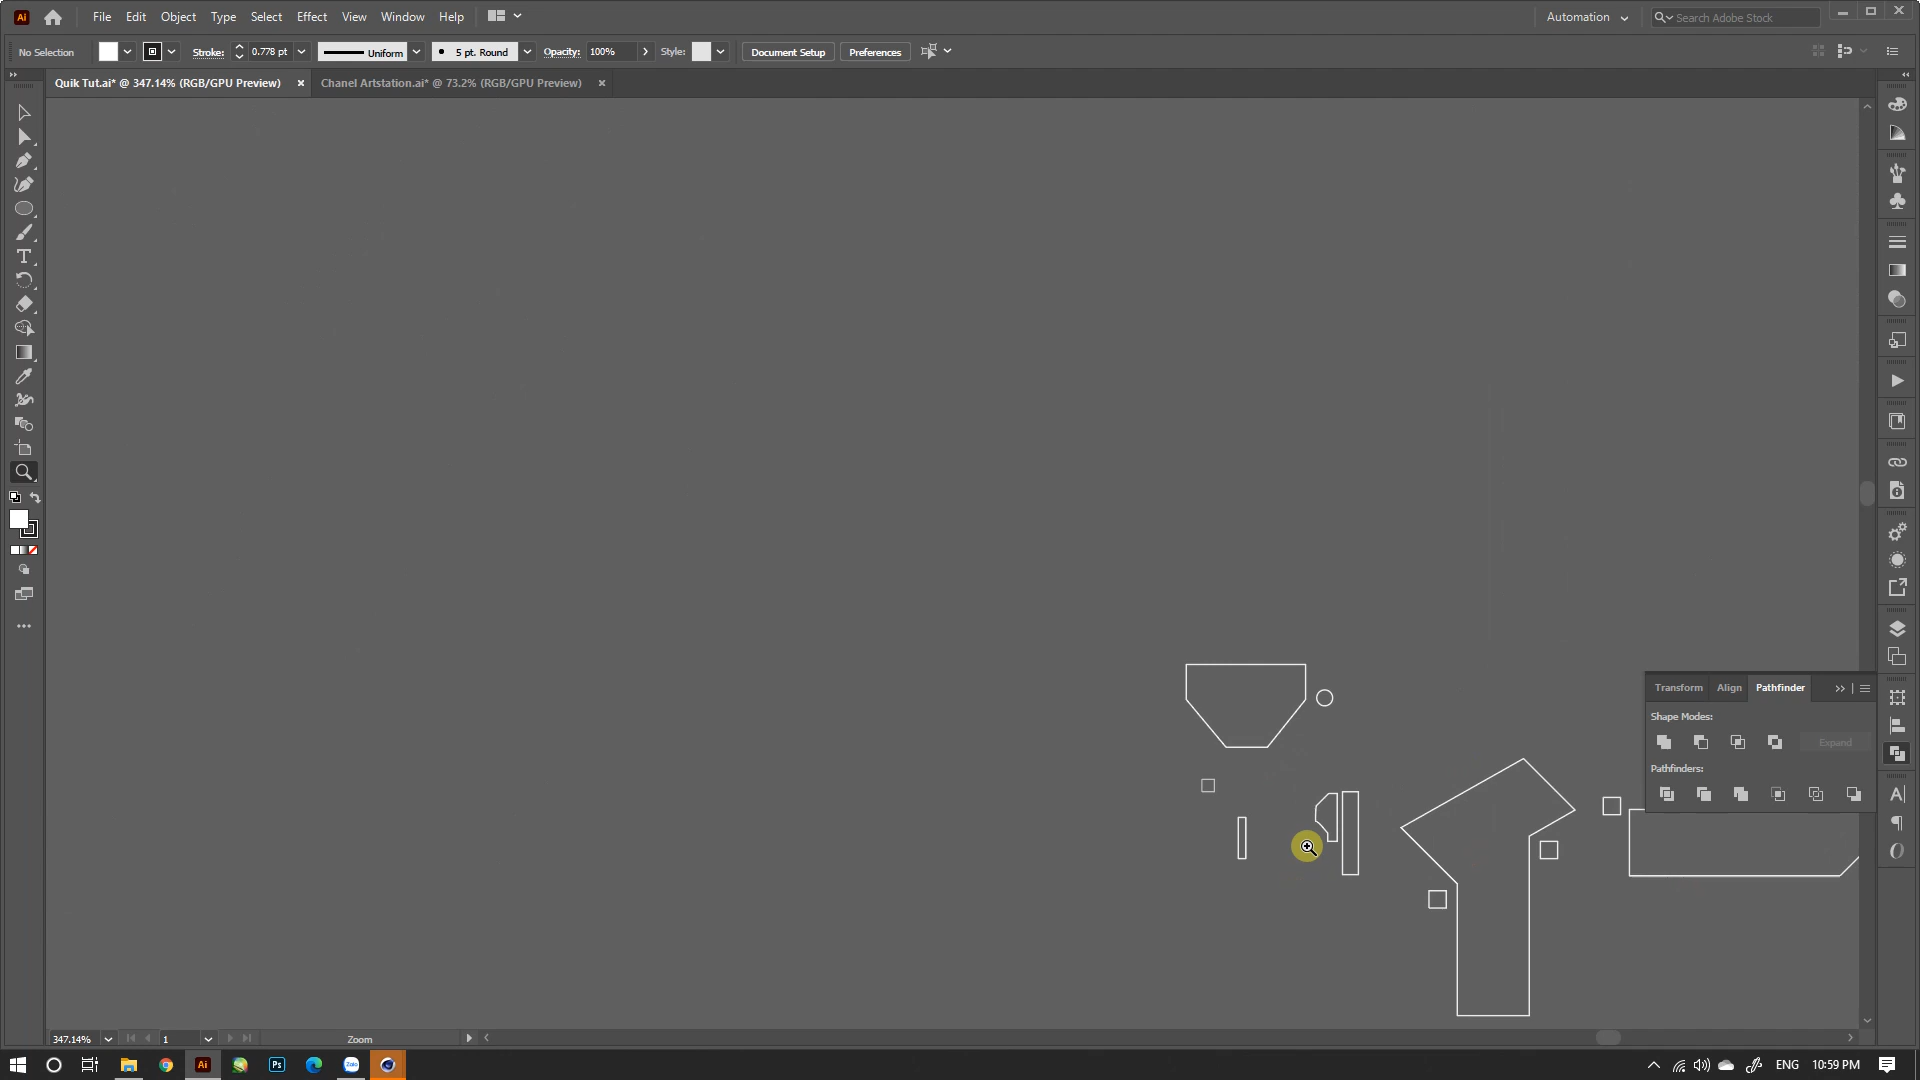 Ai File Edit Object Type Select Effect View Window Help Automation Search Adobe Stock
No Selection Stroke: 0.778 pt Uniform 5 pt. Round Opacity: 100% Style: Document Setup Preferences
Quik Tut.ai* @ 347.14% (RGB/GPU Preview) × Chanel Artstation.ai* @ 73.2% (RGB/GPU Preview) ×
Transform Align Pathfinder
Shape Modes:
Expand
Pathfinders:
347.14% 1 Zoom
Ai Ps Zalo ENG 10:59 PM